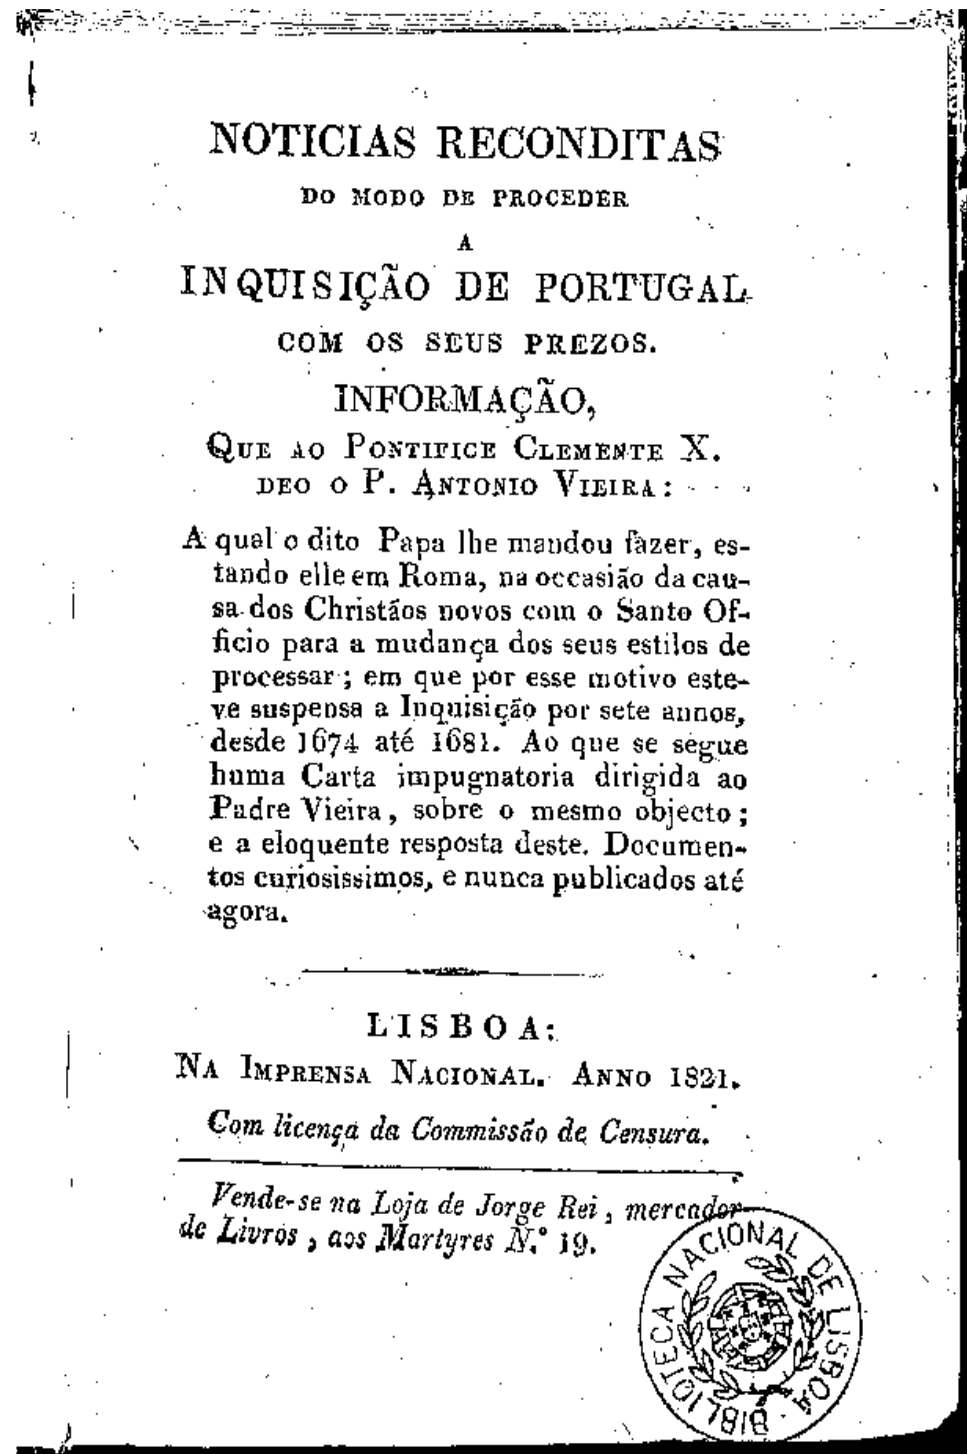 NOTICIAS RECONDITAS
DO MODO DE PROCEDER
A
INQUISIÇÃO DE PORTUGAL
COM OS SEUS PREZOS.
INFORMAÇÃO,
QUE AO PONTIFICE CLEMENTE X.
DEO O P. ANTONIO VIEIRA:
A qual o dito Papa lhe mandou fazer, es-
tando elle em Roma, na occasião da cau-
sa dos Christãos novos com o Santo Of-
ficio para a mudança dos seus estilos de
processar; em que por esse motivo este-
ve suspensa a Inquisição por sete annos,
desde 1674 até 1681. Ao que se segue
huma Carta impugnatoria dirigida ao
Padre Vieira, sobre o mesmo objecto;
e a eloquente resposta deste. Documen-
tos curiosissimos, e nunca publicados até
agora.
LISBOA:
NA IMPRENSA NACIONAL. ANNO 1821.
Com licença da Commissão de Censura.
Vende-se na Loja de Jorge Rei, mercador
de Livros, aos Martyres N.º 19.
BIBLIOTECA NACIONAL DE LISBOA